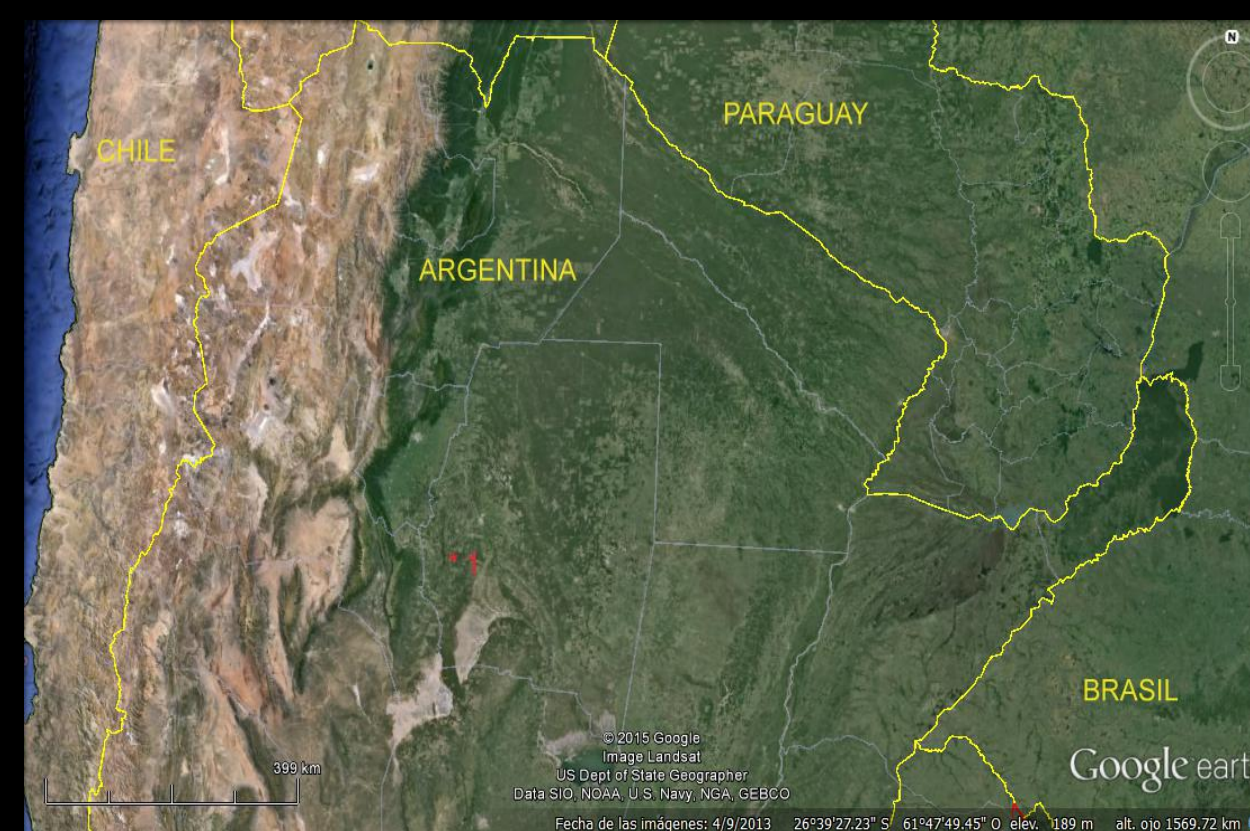 N
PARAGUAY
CHILE
ARGENTINA
BRASIL
© 2015 Google
Image Landsat
US Dept of State Geographer
Data SIO, NOAA, U.S. Navy, NGA, GEBCO
399 km
Google eart
Fecha de las imágenes: 4/9/2013 26°39'27.23" S 61°47'49.45" O elev. 189 m alt. ojo 1569.72 km